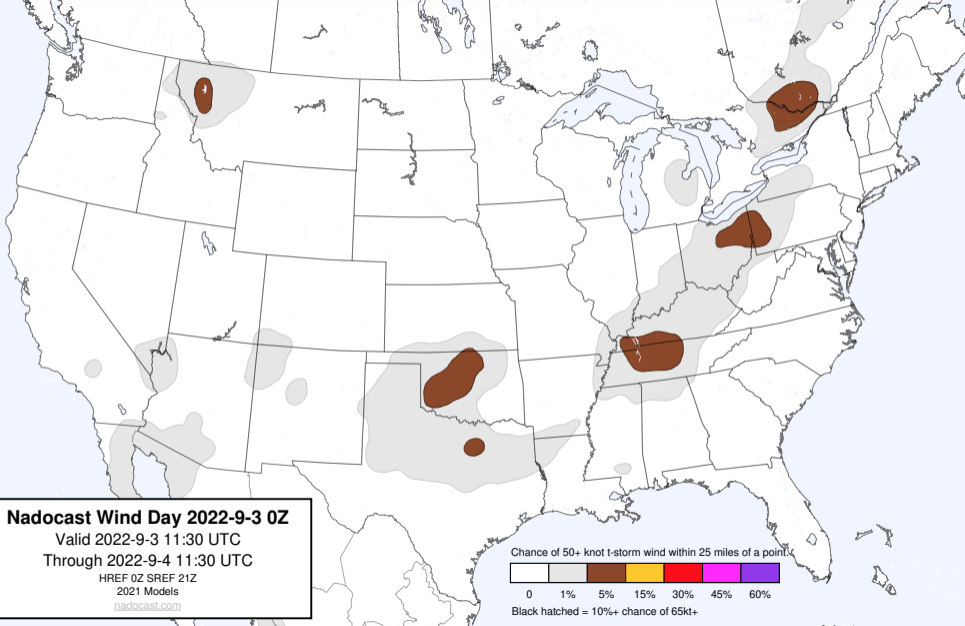 Nadocast Wind Day 2022-9-3 0Z
Valid 2022-9-3 11:30 UTC
Through 2022-9-4 11:30 UTC
HREF 0Z SREF 21Z
2021 Models
nadocast.com
Chance of 50+ knot t-storm wind within 25 miles of a point.
0 1% 5% 15% 30% 45% 60%
Black hatched = 10%+ chance of 65kt+